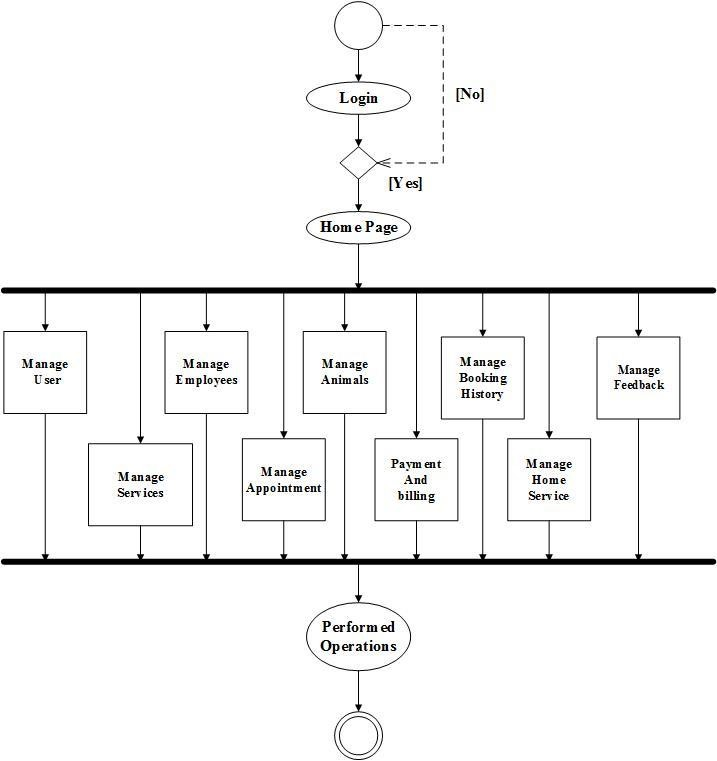 Login
[No]
[Yes]
Home Page
Manage
User
Manage
Employees
Manage
Animals
Manage
Booking
History
Manage
Feedback
Manage
Services
Manage
Appointment
Payment
And
billing
Manage
Home
Service
Performed
Operations